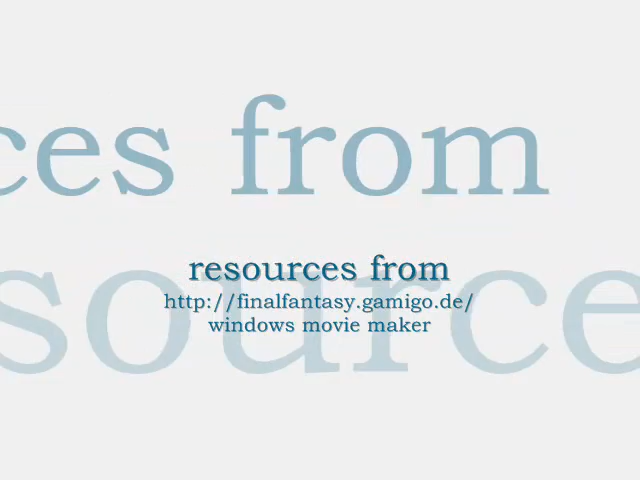 ces from
resources from
http://finalfantasy.gamigo.de/
windows movie maker
source